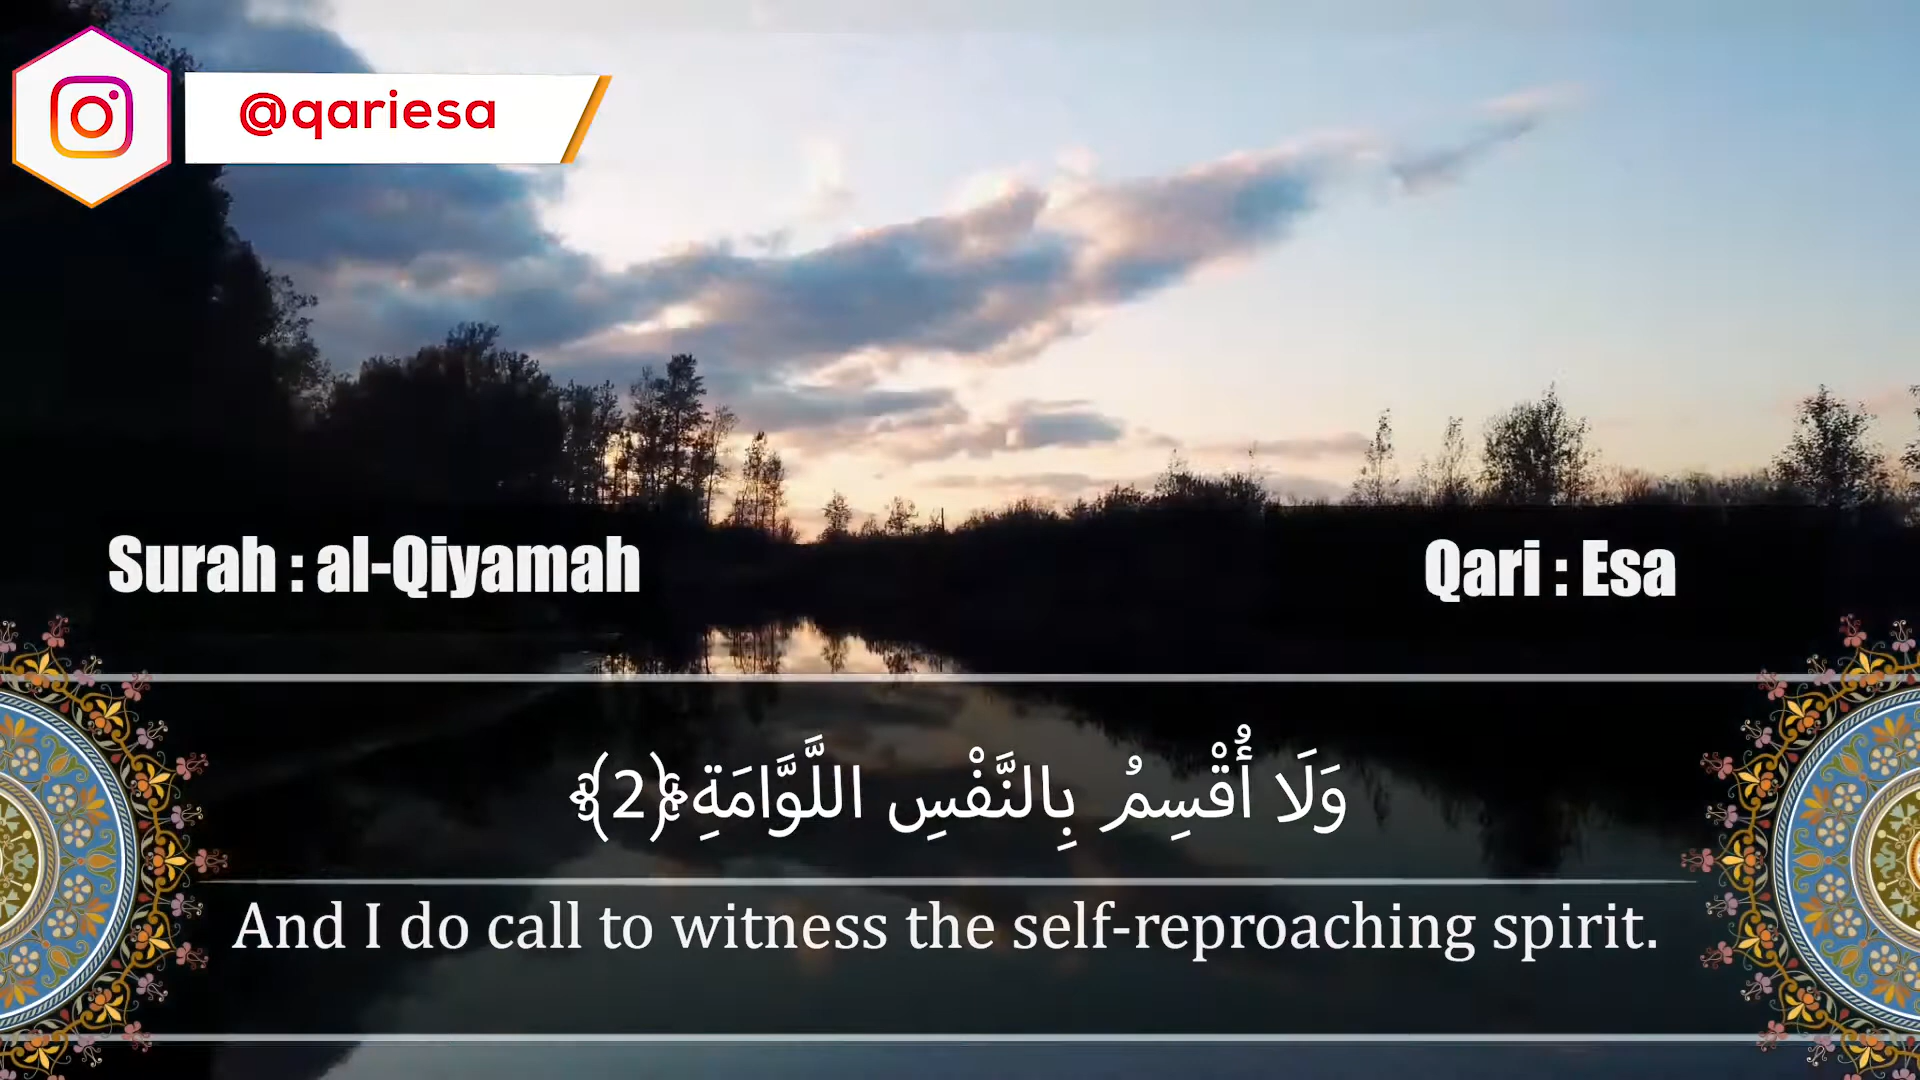 @qariesa
Surah : al-Qiyamah
Qari : Esa
وَلَا أُقْسِمُ بِالنَّفْسِ اللَّوَّامَةِ﴿2﴾
And I do call to witness the self-reproaching spirit.